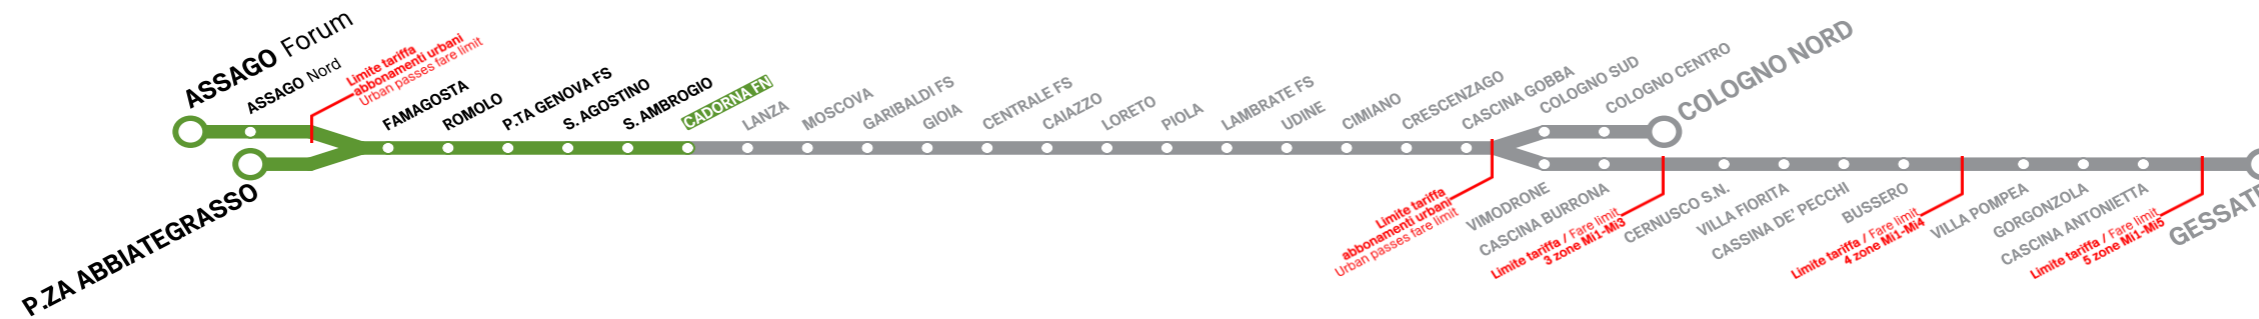 ASSAGO Forum
ASSAGO Nord
Limite tariffa
abbonamenti urbani
Urban passes fare limit
P.ZA ABBIATEGRASSO
FAMAGOSTA
ROMOLO
P.TA GENOVA FS
S. AGOSTINO
S. AMBROGIO
CADORNA FN
LANZA
MOSCOVA
GARIBALDI FS
GIOIA
CENTRALE FS
CAIAZZO
LORETO
PIOLA
LAMBRATE FS
UDINE
CIMIANO
CRESCENZAGO
CASCINA GOBBA
COLOGNO SUD
COLOGNO CENTRO
COLOGNO NORD
Limite tariffa
abbonamenti urbani
Urban passes fare limit
VIMODRONE
CASCINA BURRONA
Limite tariffa / Fare limit
3 zone Mi1-Mi3
CERNUSCO S.N.
VILLA FIORITA
CASSINA DE' PECCHI
BUSSERO
Limite tariffa / Fare limit
4 zone Mi1-Mi4
VILLA POMPEA
GORGONZOLA
CASCINA ANTONIETTA
Limite tariffa / Fare limit
5 zone Mi1-Mi5
GESSATE